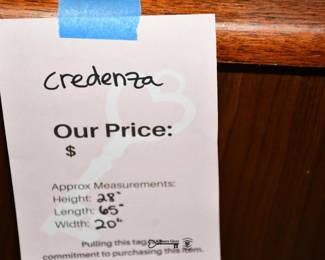 credenza
Our Price:
$
Approx Measurements:
Height: 28"
Length: 65"
Width: 20"
Pulling this tag
commitment to purchasing this item.